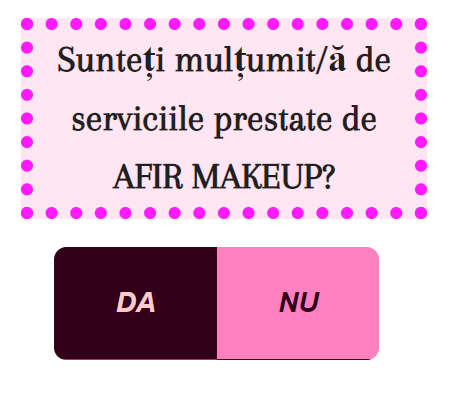 Sunteți mulțumit/ă de
serviciile prestate de
AFIR MAKEUP?
DA
NU